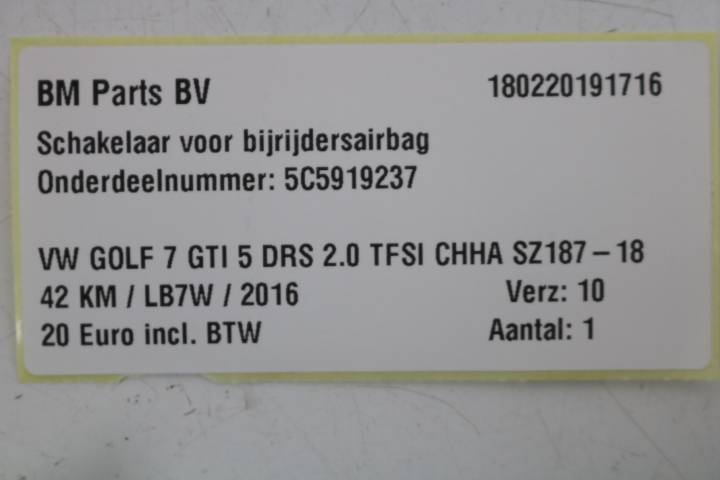 BM Parts BV 180220191716
Schakelaar voor bijrijdersairbag
Onderdeelnummer: 5C5919237
VW GOLF 7 GTI 5 DRS 2.0 TFSI CHHA SZ187 – 18
42 KM / LB7W / 2016 Verz: 10
20 Euro incl. BTW Aantal: 1